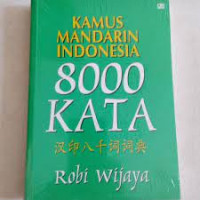 KAMUS
MANDARIN
INDONESIA
8000
KATA
汉印八千词词典
Robi Wijaya